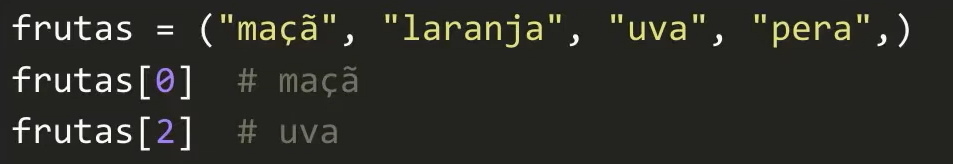 frutas = ("maçã", "laranja", "uva", "pera",)
frutas[0]  # maçã
frutas[2]  # uva